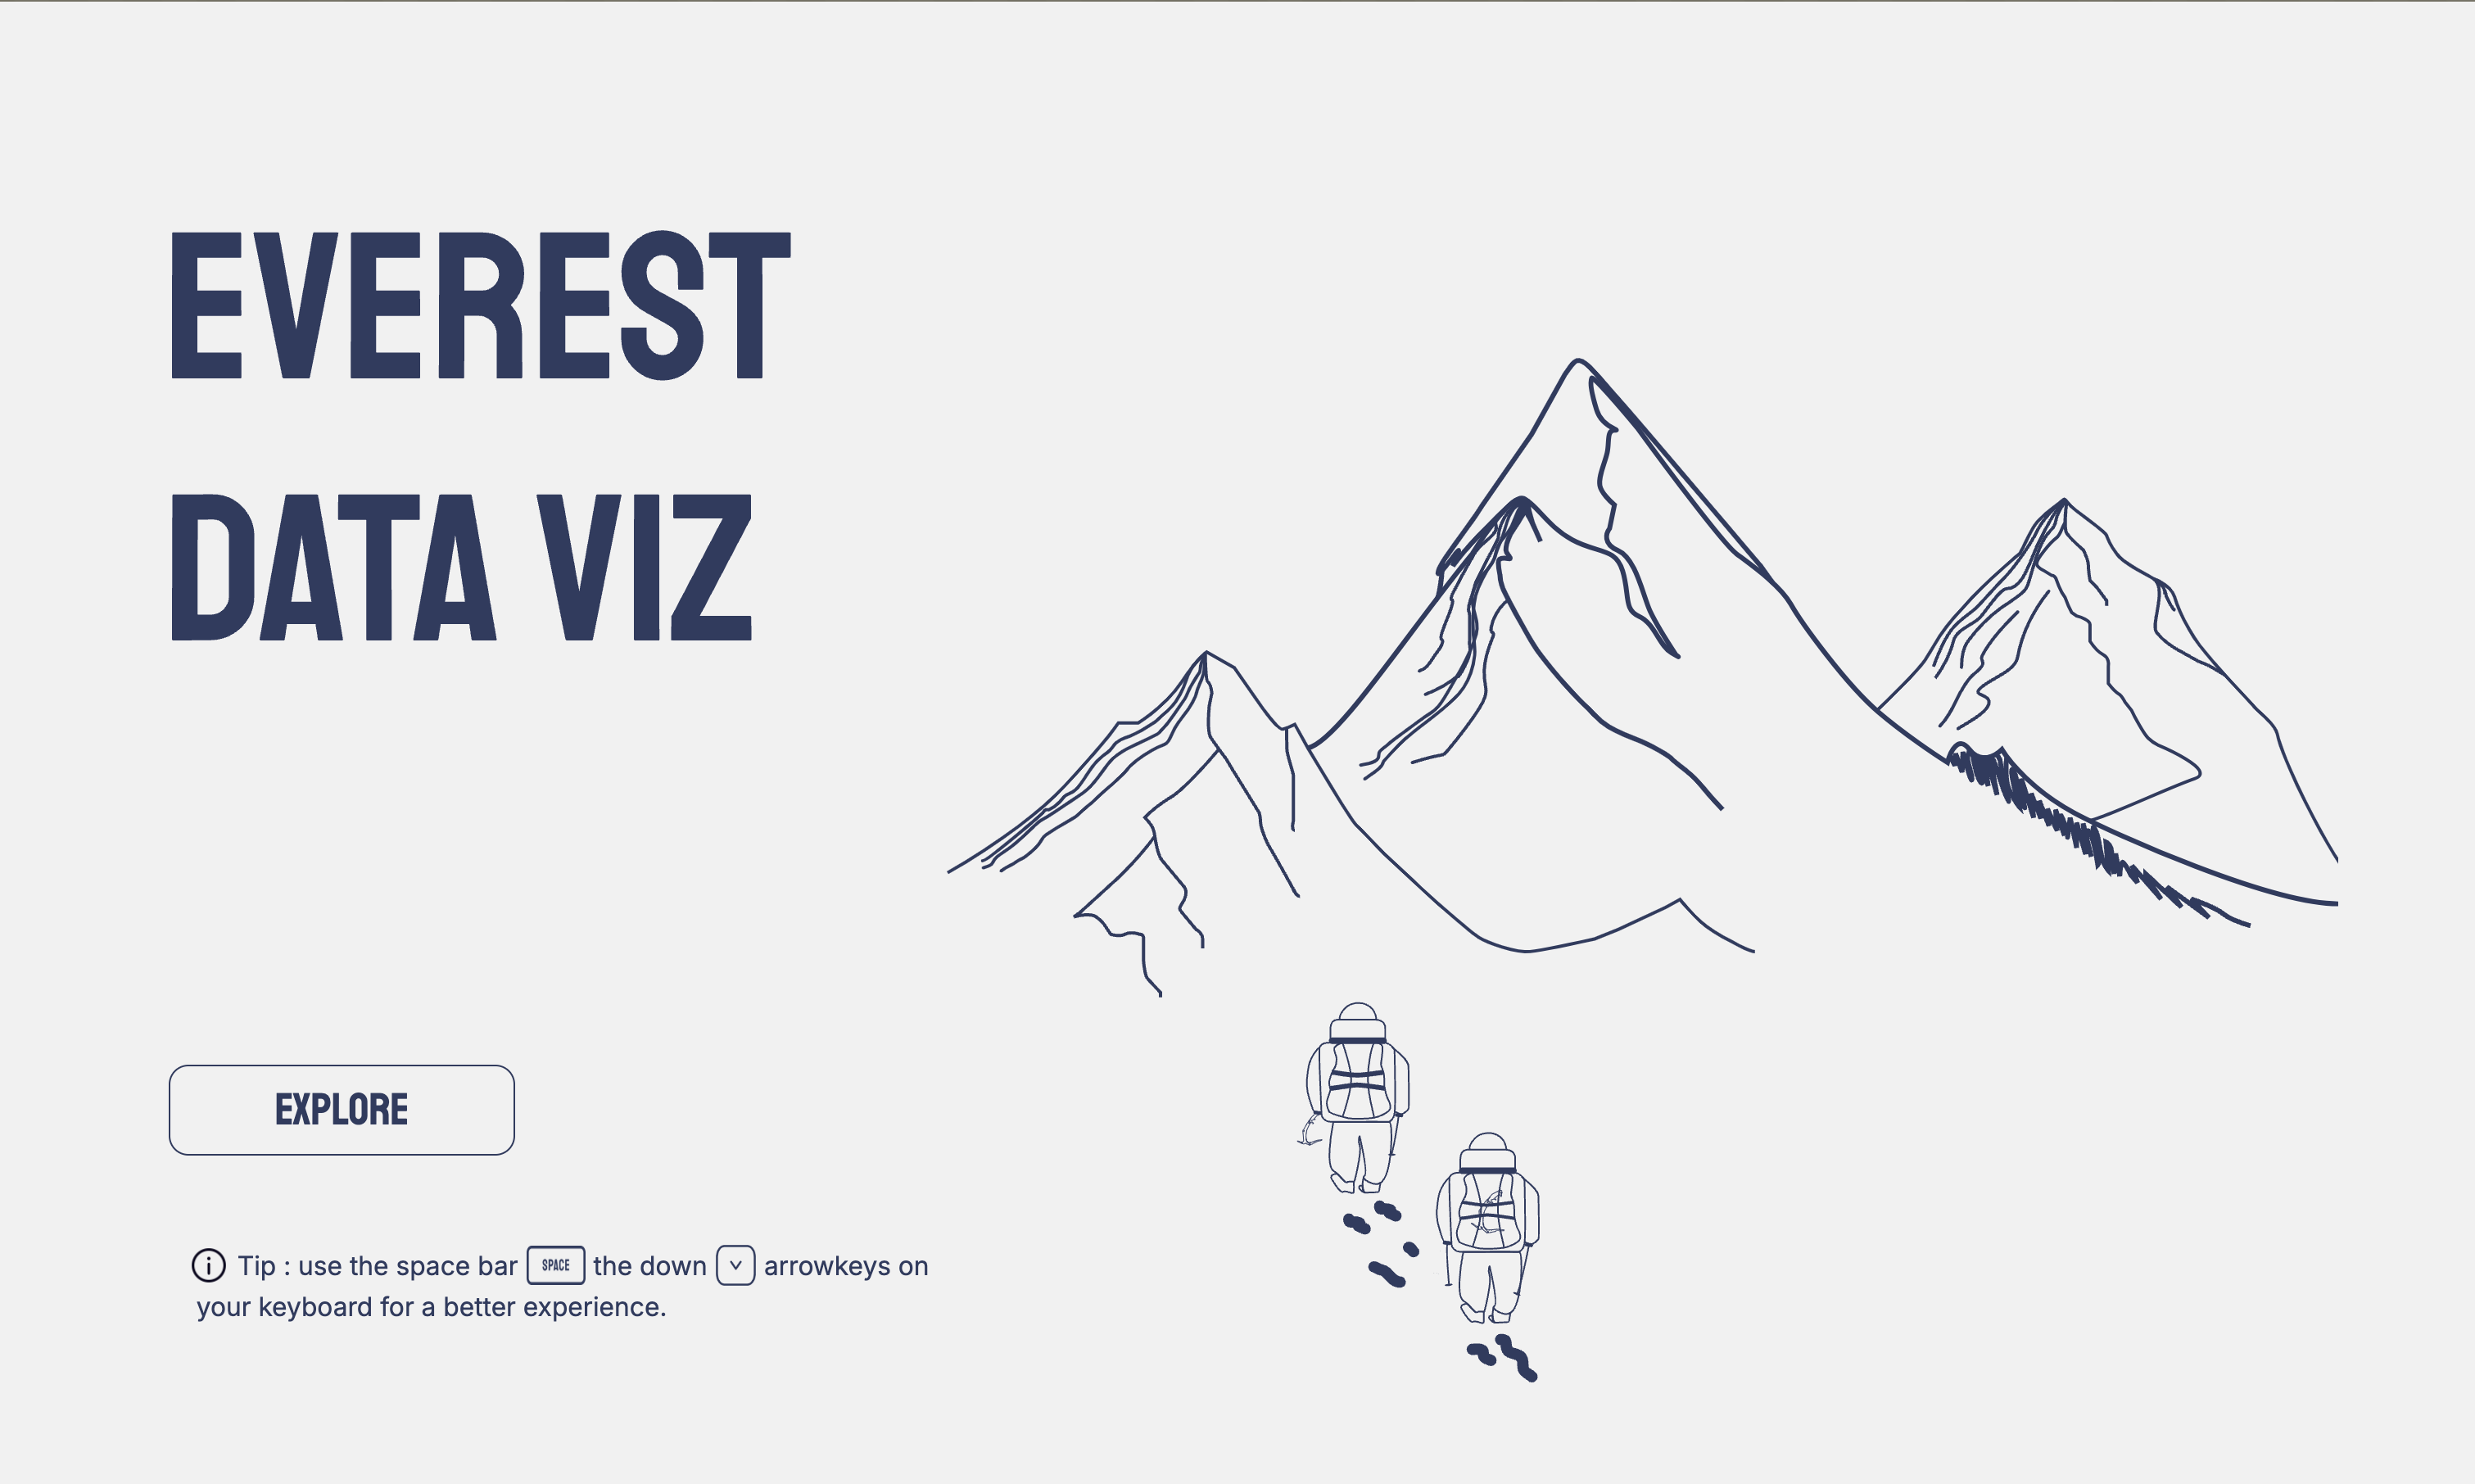 EVEREST
DATA VIZ
EXPLORE
Tip : use the space bar SPACE the down arrowkeys on
your keyboard for a better experience.